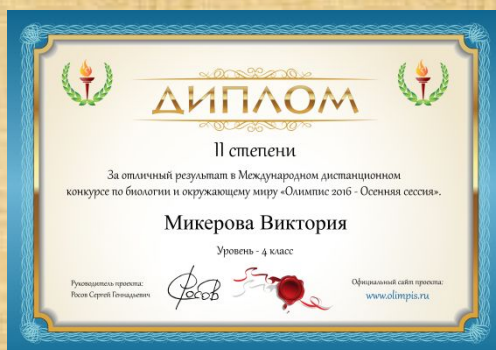 ДИПЛОМ
II степени
За отличный результат в Международном дистанционном
конкурсе по биологии и окружающему миру «Олимпис 2016 - Осенняя сессия».
Микерова Виктория
Уровень - 4 класс
Руководитель проекта:
Росов Сергей Геннадьевич
Росов
Официальный сайт проекта:
www.olimpis.ru